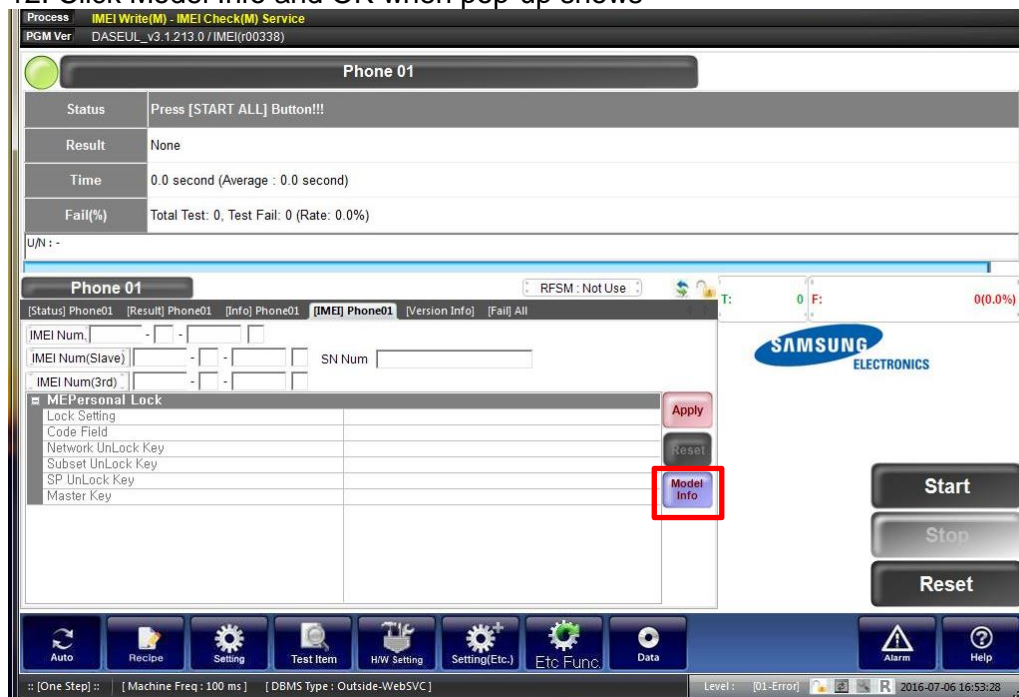 12. Click Model Info and OK when pop-up shows
Process IMEI Write(M) - IMEI Check(M) Service
PGM Ver DASEUL_v3.1.213.0 / IMEI(r00338)
Phone 01
Status Press [START ALL] Button!!!
Result None
Time 0.0 second (Average : 0.0 second)
Fail(%) Total Test: 0, Test Fail: 0 (Rate: 0.0%)
U/N : -
Phone 01 RFSM : Not Use T: 0 F: 0(0.0%)
[Status] Phone01 [Result] Phone01 [Info] Phone01 [IMEI] Phone01 [Version Info] [Fail] All
IMEI Num. - -
IMEI Num(Slave) - - SN Num
IMEI Num(3rd) - -
SAMSUNG
ELECTRONICS
MEPersonal Lock
Lock Setting
Code Field
Network UnLock Key
Subset UnLock Key
SP UnLock Key
Master Key
Apply
Reset
Model Info
Start
Stop
Reset
Auto Recipe Setting Test Item H/W Setting Setting(Etc.) Etc Func. Data Alarm Help
:: [One Step] :: [ Machine Freq : 100 ms ] [ DBMS Type : Outside-WebSVC ] Level : [01-Error] R 2016-07-06 16:53:28